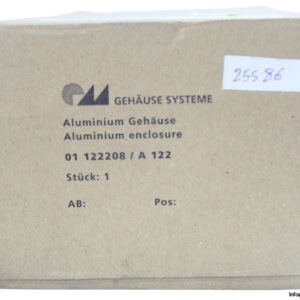 25586
GEHÄUSE SYSTEME
Aluminium Gehäuse
Aluminium enclosure
01 122208 / A 122
Stück: 1
AB: Pos: